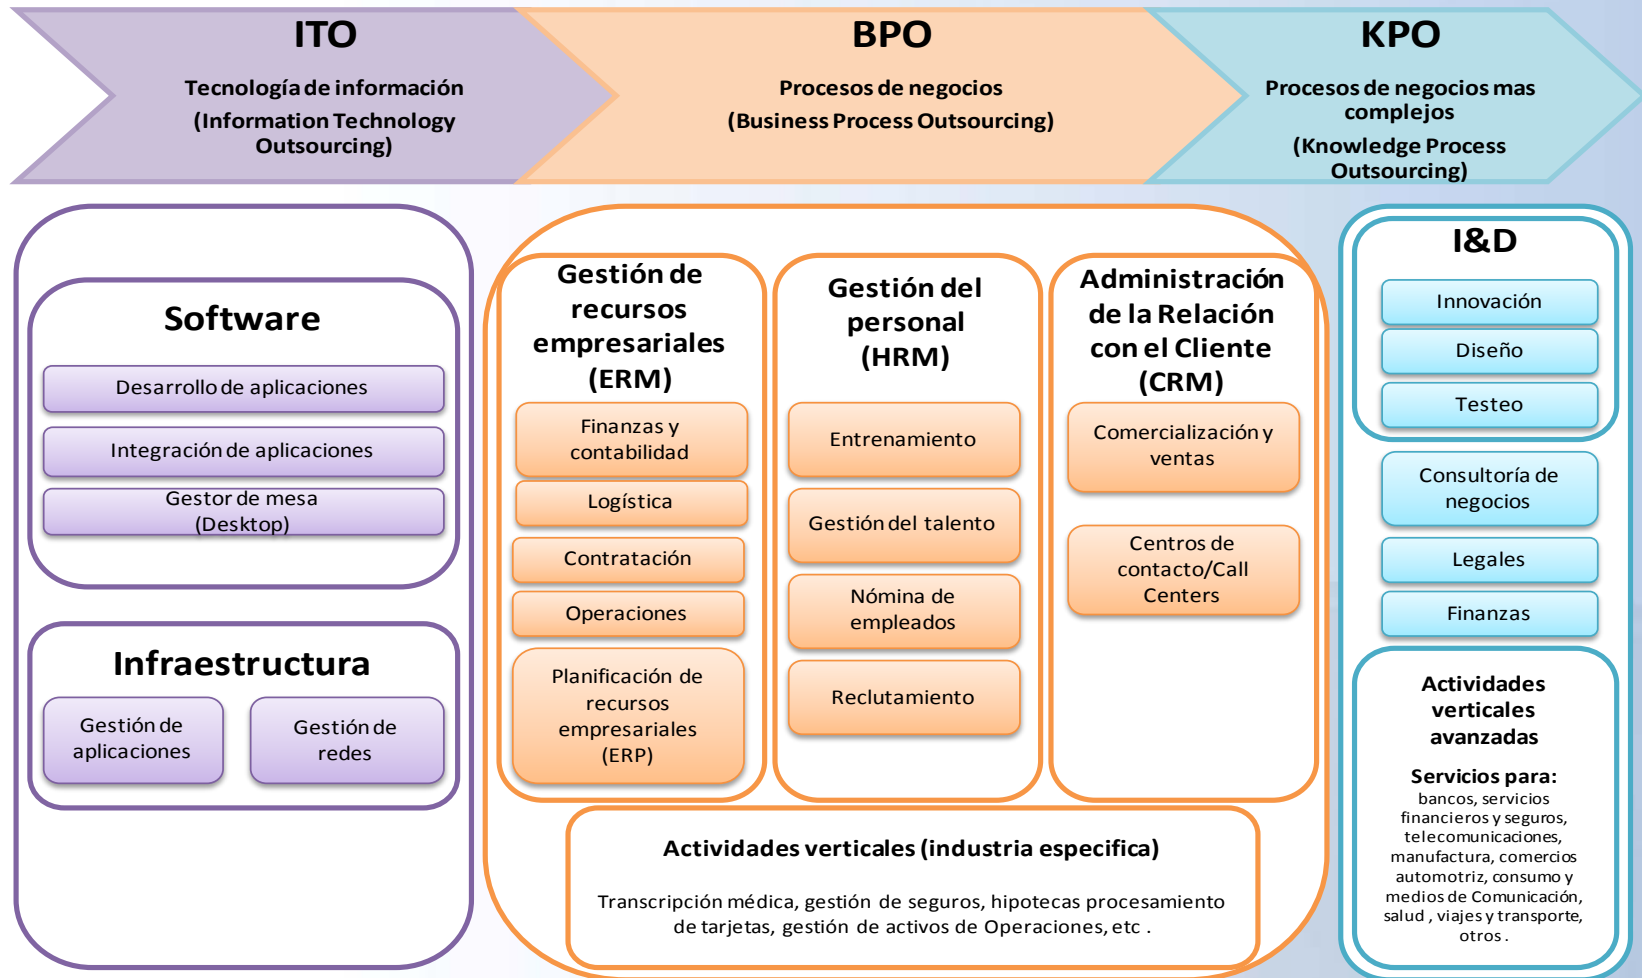 ITO
Tecnología de información
(Information Technology
Outsourcing)
BPO
Procesos de negocios
(Business Process Outsourcing)
KPO
Procesos de negocios mas
complejos
(Knowledge Process
Outsourcing)
Software
Desarrollo de aplicaciones
Integración de aplicaciones
Gestor de mesa
(Desktop)
Infraestructura
Gestión de
aplicaciones
Gestión de
redes
Gestión de
recursos
empresariales
(ERM)
Finanzas y
contabilidad
Logística
Contratación
Operaciones
Planificación de
recursos
empresariales
(ERP)
Gestión del
personal
(HRM)
Entrenamiento
Gestión del talento
Nómina de
empleados
Reclutamiento
Administración
de la Relación
con el Cliente
(CRM)
Comercialización y
ventas
Centros de
contacto/Call
Centers
Actividades verticales (industria especifica)
Transcripción médica, gestión de seguros, hipotecas procesamiento
de tarjetas, gestión de activos de Operaciones, etc .
I&D
Innovación
Diseño
Testeo
Consultoría de
negocios
Legales
Finanzas
Actividades
verticales
avanzadas
Servicios para:
bancos, servicios
financieros y seguros,
telecomunicaciones,
manufactura, comercios
automotriz, consumo y
medios de Comunicación,
salud , viajes y transporte,
otros .